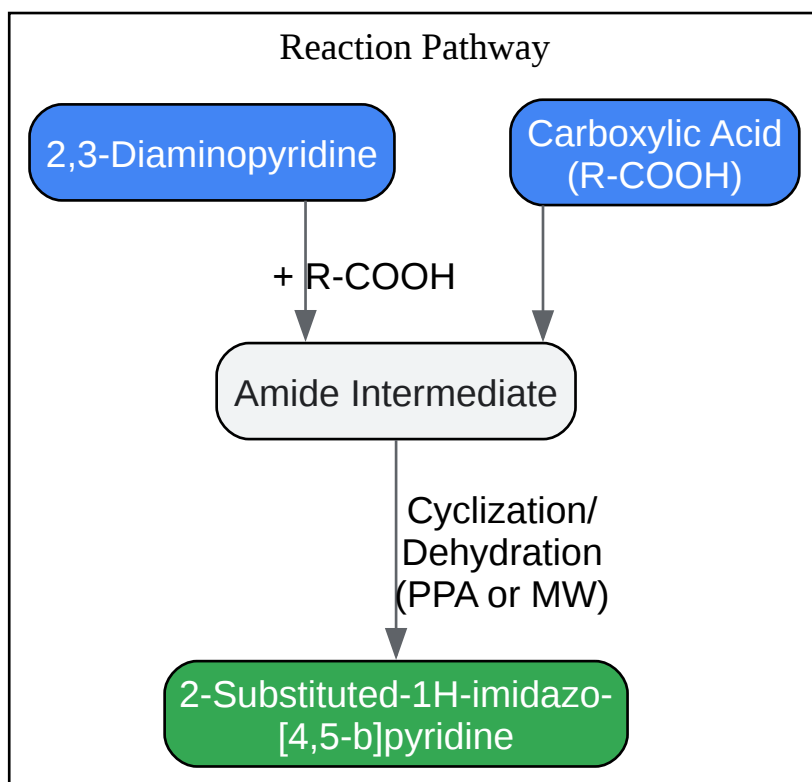 Reaction Pathway
2,3-Diaminopyridine
Carboxylic Acid
(R-COOH)
+ R-COOH
Amide Intermediate
Cyclization/
Dehydration
(PPA or MW)
2-Substituted-1H-imidazo-
[4,5-b]pyridine